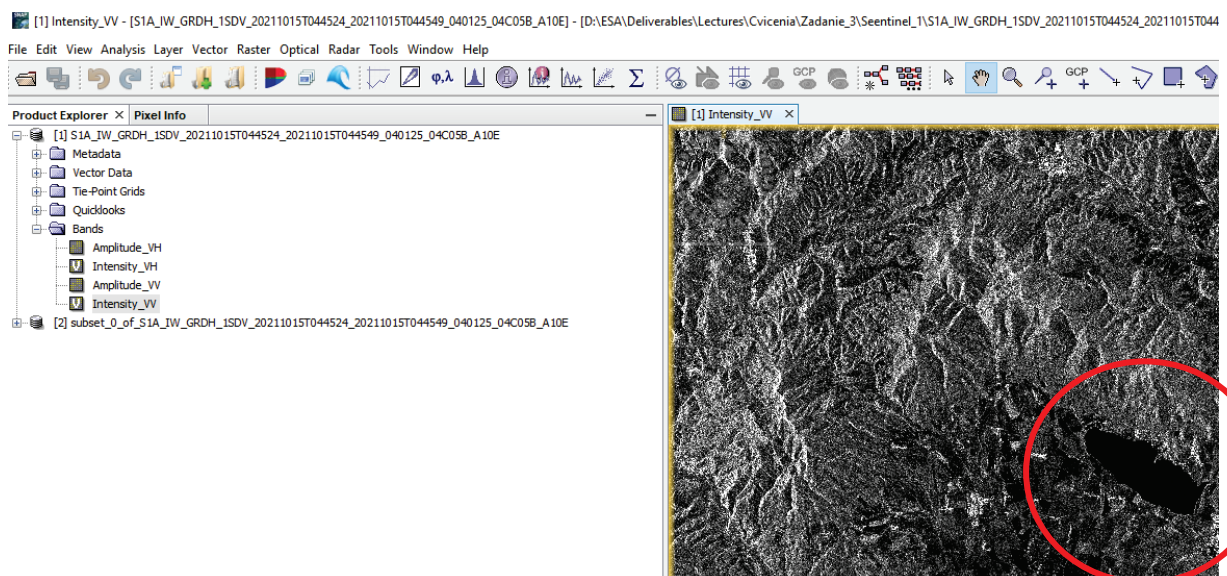 [1] Intensity_VV - [S1A_IW_GRDH_1SDV_20211015T044524_20211015T044549_040125_04C05B_A10E] - [D:\ESA\Deliverables\Lectures\Cvicenia\Zadanie_3\Seentinel_1\S1A_IW_GRDH_1SDV_20211015T044524_20211015T044
File Edit View Analysis Layer Vector Raster Optical Radar Tools Window Help
φ,λ Σ GCP GCP
Product Explorer × Pixel Info
[1] Intensity_VV ×
[1] S1A_IW_GRDH_1SDV_20211015T044524_20211015T044549_040125_04C05B_A10E
Metadata
Vector Data
Tie-Point Grids
Quicklooks
Bands
Amplitude_VH
Intensity_VH
Amplitude_VV
Intensity_VV
[2] subset_0_of_S1A_IW_GRDH_1SDV_20211015T044524_20211015T044549_040125_04C05B_A10E